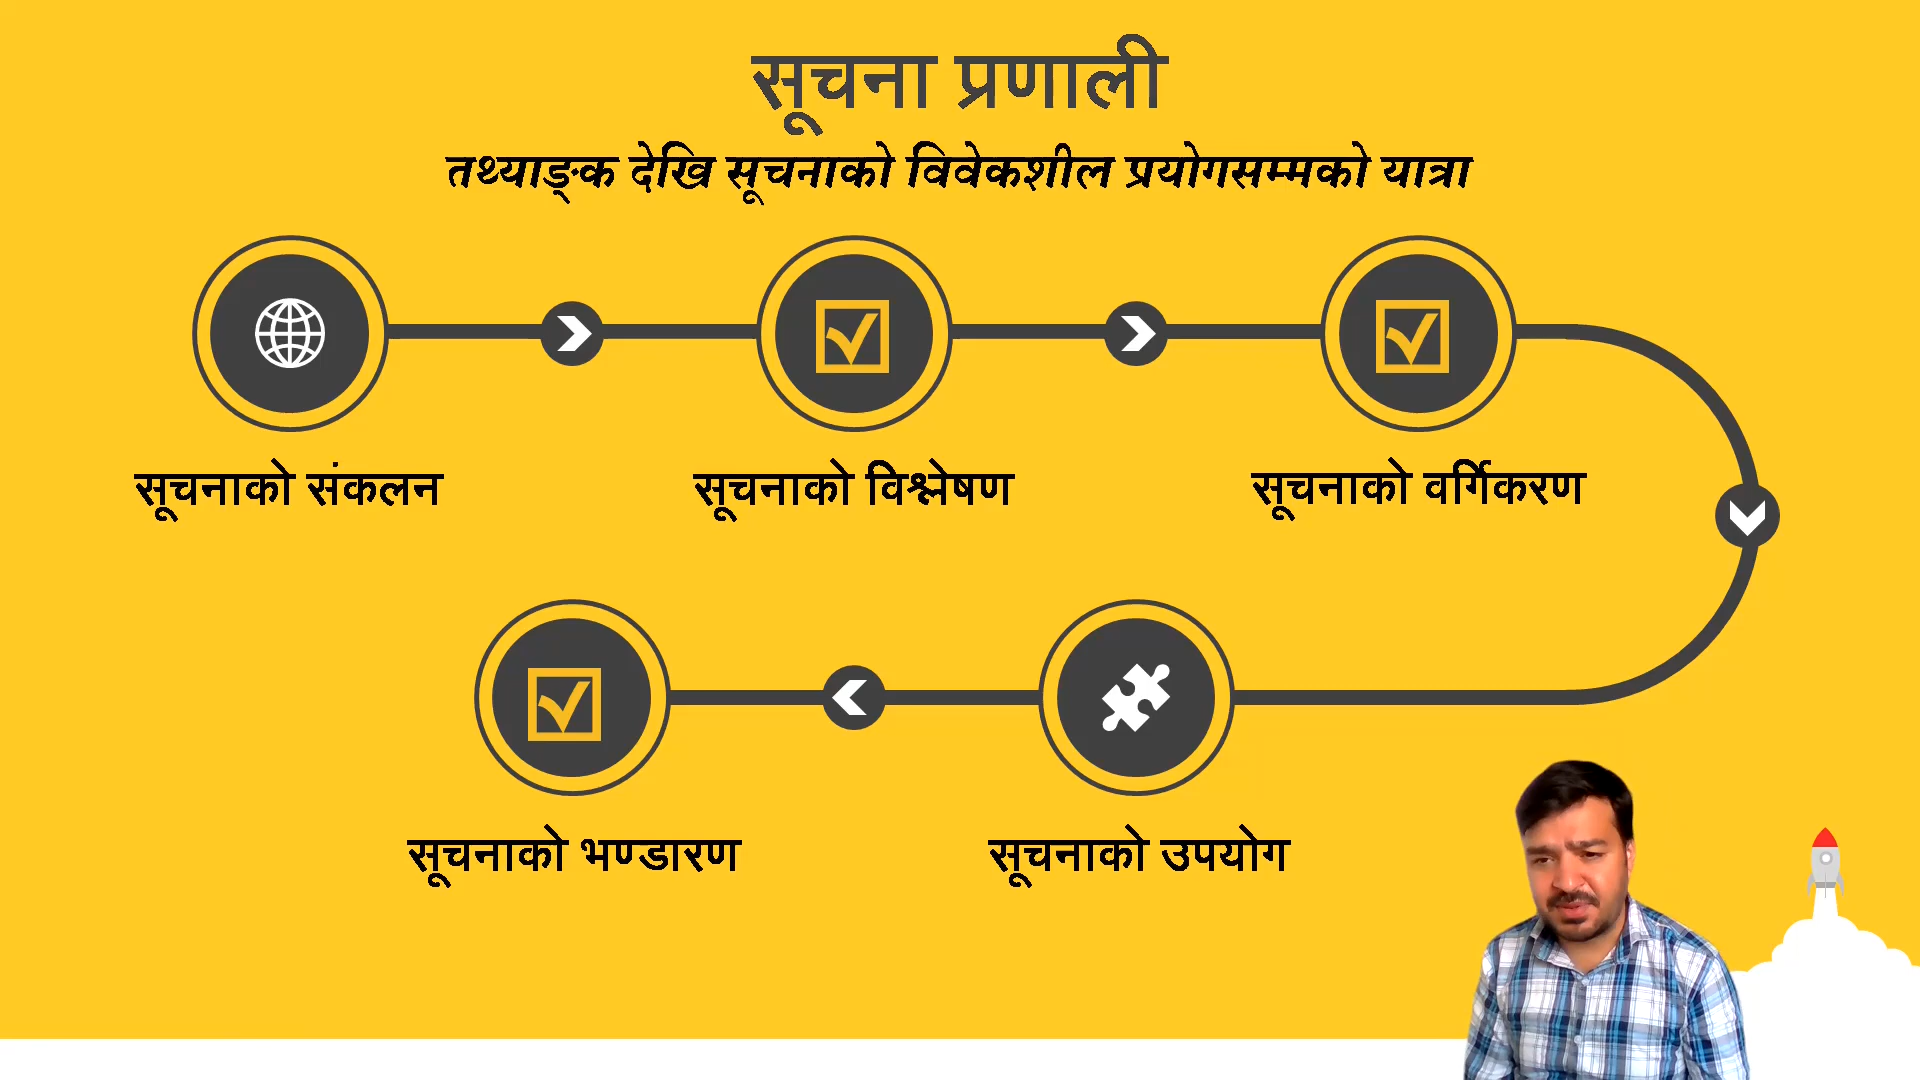 सूचना प्रणाली
तथ्याङ्क देखि सूचनाको विवेकशील प्रयोगसम्मको यात्रा
सूचनाको संकलन
सूचनाको विश्लेषण
सूचनाको वर्गिकरण
सूचनाको भण्डारण
सूचनाको उपयोग